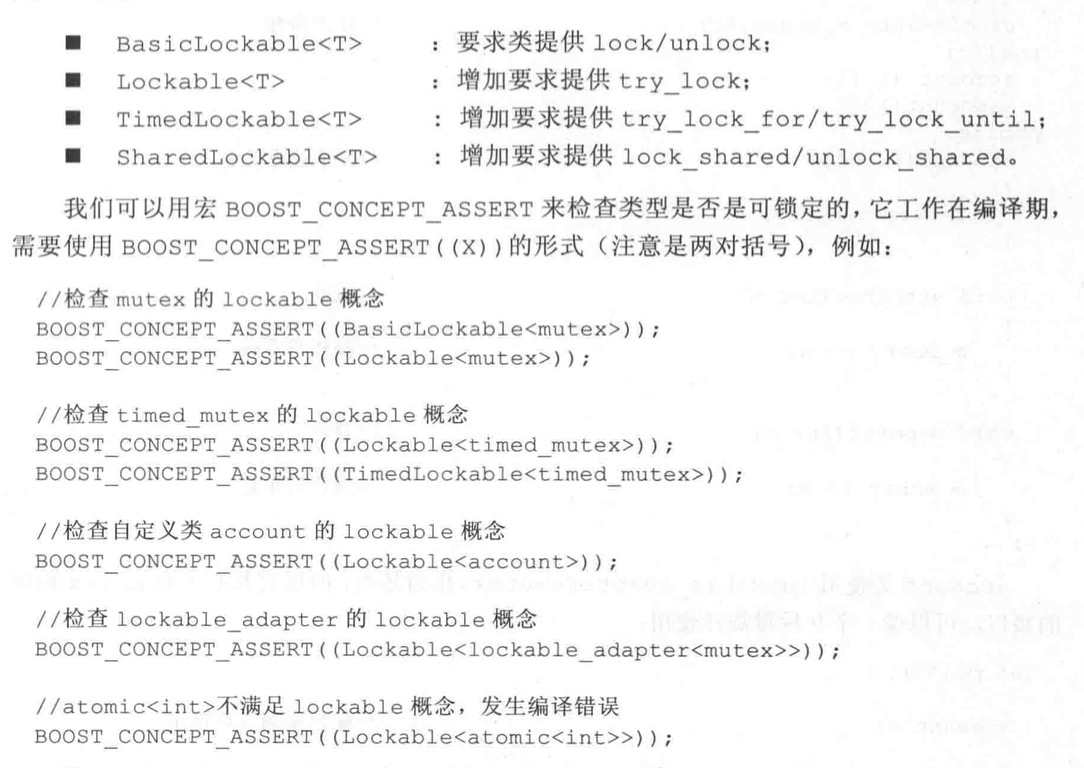 ■ BasicLockable<T> : 要求类提供 lock/unlock;
■ Lockable<T> : 增加要求提供 try_lock;
■ TimedLockable<T> : 增加要求提供 try_lock_for/try_lock until;
■ SharedLockable<T> : 增加要求提供 lock_shared/unlock_shared。
我们可以用宏 BOOST_CONCEPT_ASSERT 来检查类型是否是可锁定的，它工作在编译期，
需要使用 BOOST_CONCEPT_ASSERT((X))的形式（注意是两对括号），例如：
//检查 mutex 的 lockable 概念
BOOST_CONCEPT_ASSERT((BasicLockable<mutex>));
BOOST_CONCEPT_ASSERT((Lockable<mutex>));
//检查 timed_mutex 的 lockable 概念
BOOST_CONCEPT_ASSERT((Lockable<timed_mutex>));
BOOST_CONCEPT_ASSERT((TimedLockable<timed_mutex>));
//检查自定义类 account 的 lockable 概念
BOOST_CONCEPT_ASSERT((Lockable<account>));
//检查 lockable_adapter 的 lockable 概念
BOOST_CONCEPT_ASSERT((Lockable<lockable_adapter<mutex>>));
//atomic<int>不满足 lockable 概念，发生编译错误
BOOST_CONCEPT_ASSERT((Lockable<atomic<int>>));